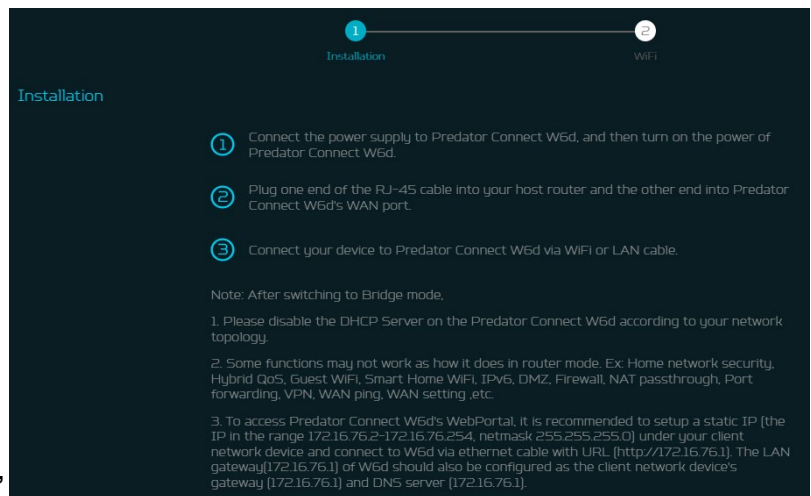 1 2
Installation WiFi
Installation
1 Connect the power supply to Predator Connect W6d, and then turn on the power of
Predator Connect W6d.
2 Plug one end of the RJ-45 cable into your host router and the other end into Predator
Connect W6d's WAN port.
3 Connect your device to Predator Connect W6d via WiFi or LAN cable.
Note: After switching to Bridge mode,
1. Please disable the DHCP Server on the Predator Connect W6d according to your network
topology.
2. Some functions may not work as how it does in router mode. Ex: Home network security,
Hybrid QoS, Guest WiFi, Smart Home WiFi, IPv6, DMZ, Firewall, NAT passthrough, Port
forwarding, VPN, WAN ping, WAN setting ,etc.
3. To access Predator Connect W6d's WebPortal, it is recommended to setup a static IP (the
IP in the range 172.16.76.2-172.16.76.254, netmask 255.255.255.0) under your client
network device and connect to W6d via ethernet cable with URL (http://172.16.76.1). The LAN
gateway(172.16.76.1) of W6d should also be configured as the client network device's
gateway (172.16.76.1) and DNS server (172.16.76.1).
,